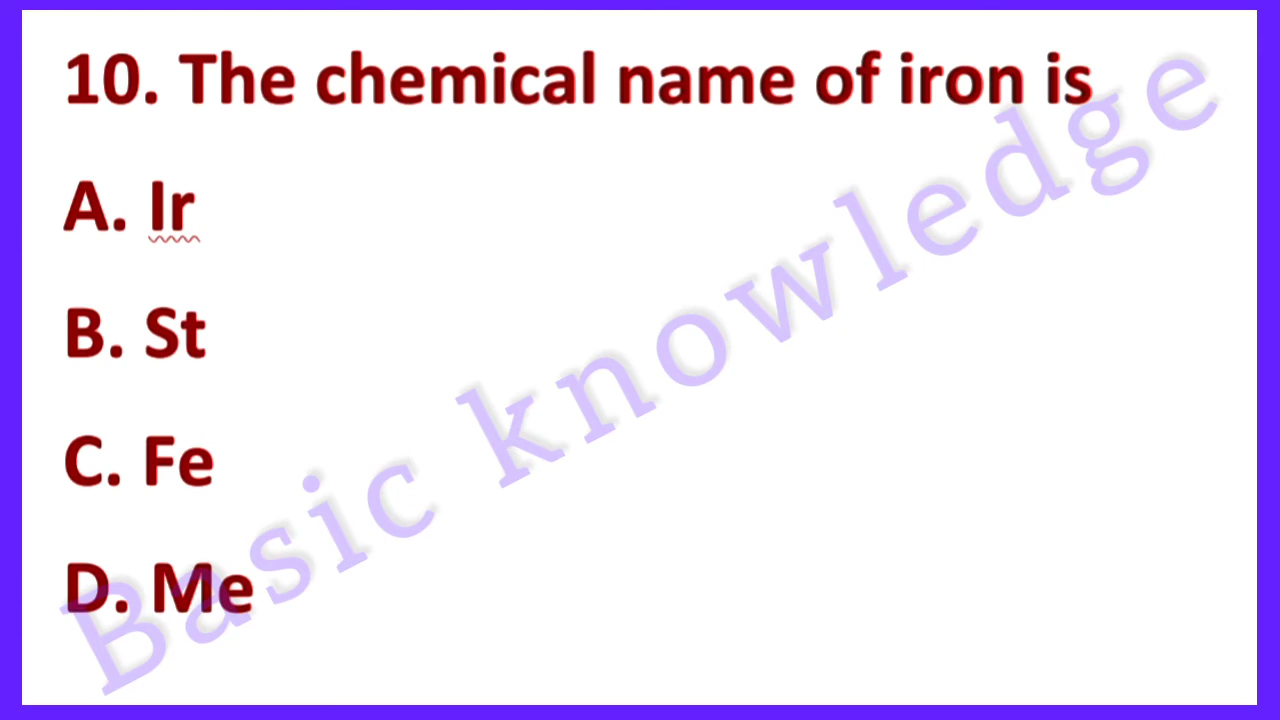 10. The chemical name of iron is
A. Ir
B. St
C. Fe
D. Me
Basic knowledge